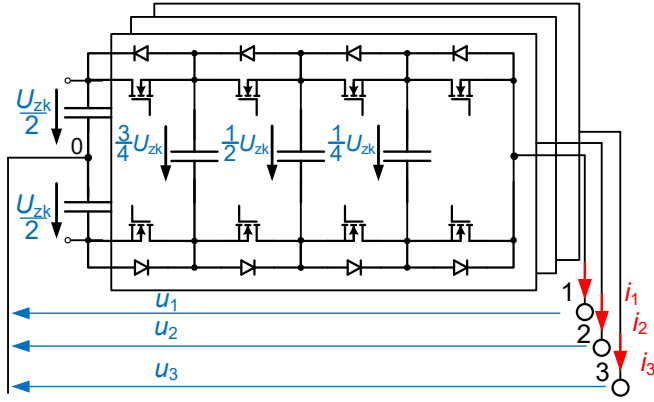 U_zk/2
3/4 U_zk
1/2 U_zk
1/4 U_zk
0
U_zk/2
u_1
1
i_1
u_2
2
i_2
u_3
3
i_3